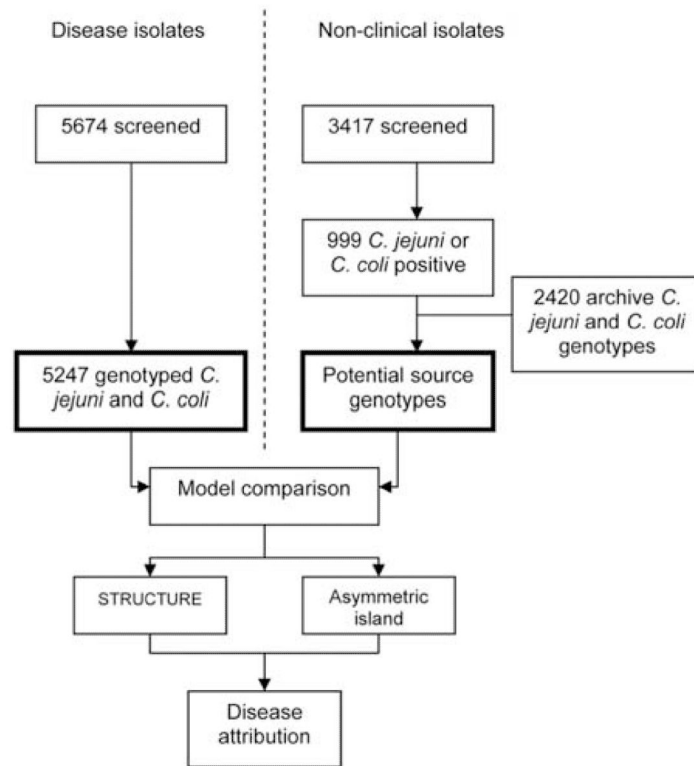 Disease isolates
Non-clinical isolates
5674 screened
3417 screened
999 C. jejuni or
C. coli positive
2420 archive C.
jejuni and C. coli
genotypes
5247 genotyped C.
jejuni and C. coli
Potential source
genotypes
Model comparison
STRUCTURE
Asymmetric
island
Disease
attribution